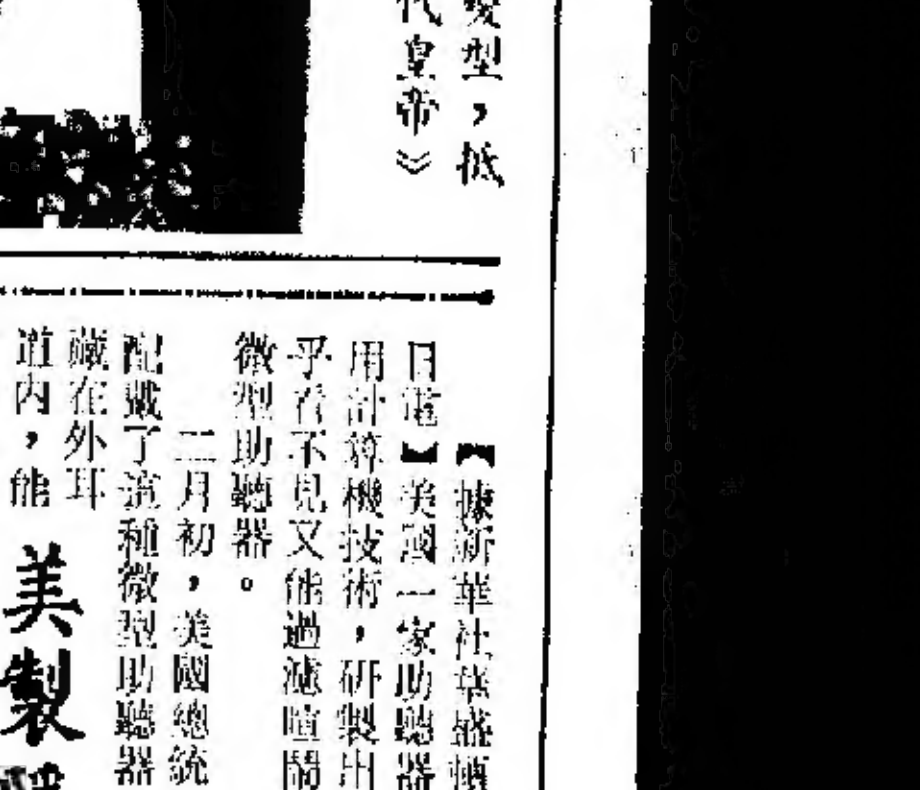 型，抵
代皇帝》
【據新華社華盛頓
日電】美國一家助聽器
用計算機技術，研製出
乎看不見又能過濾喧鬧
微型助聽器。
二月初，美國總統
配戴了這種微型助聽器
藏在外耳
道內，能
美製